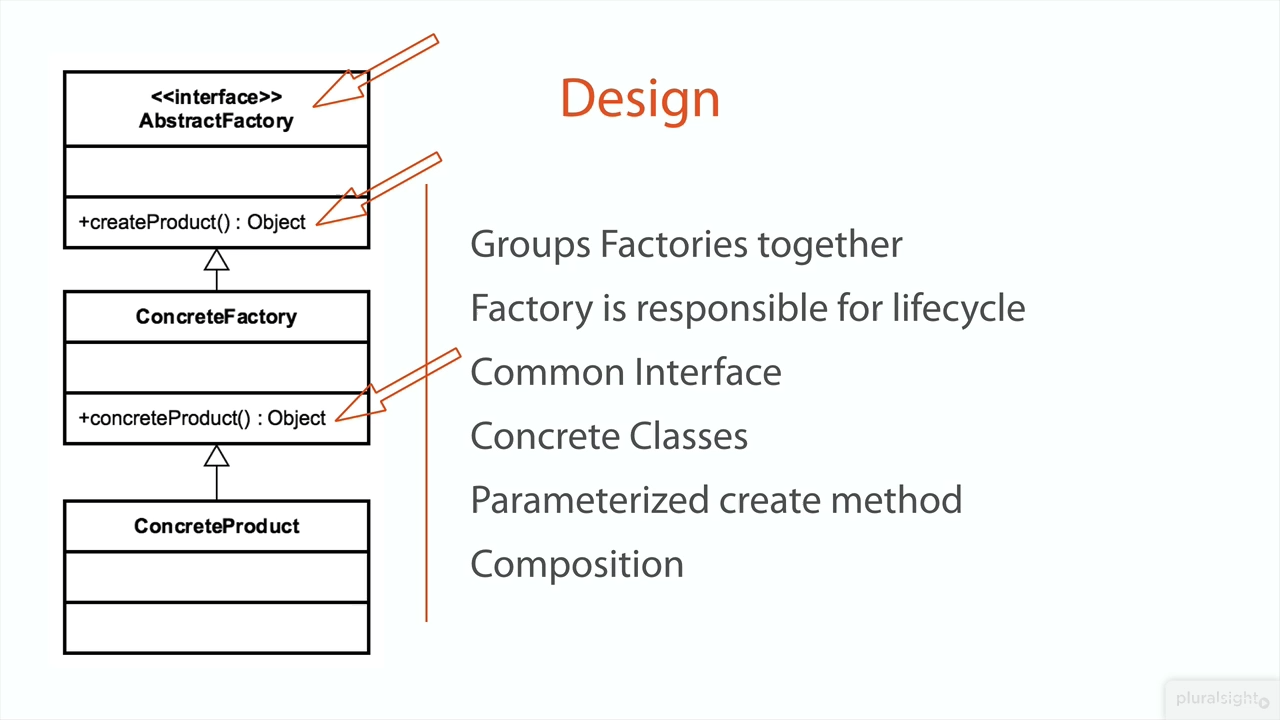 <<interface>>
AbstractFactory
+createProduct() : Object
ConcreteFactory
+concreteProduct() : Object
ConcreteProduct
Design
Groups Factories together
Factory is responsible for lifecycle
Common Interface
Concrete Classes
Parameterized create method
Composition
pluralsight